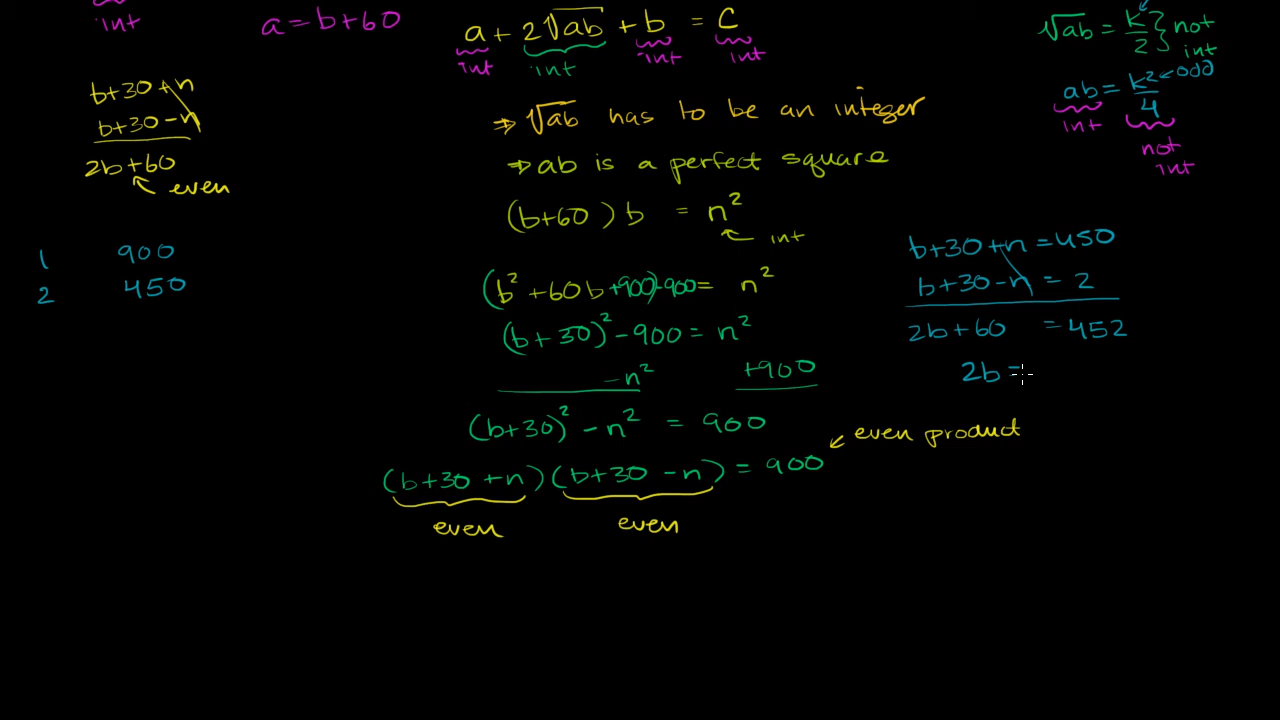 int
a = b+60
a + 2√ab + b = c
int int int int
b+30+n
b+30-n
2b+60
even
⇒ √ab has to be an integer
⇒ ab is a perfect square
(b+60) b = n²
int
(b² + 60b +900) -900 = n²
(b+30)² - 900 = n²
-n² +900
(b+30)² - n² = 900
(b+30+n)(b+30-n) = 900
even product
even even
1 900
2 450
√ab = k/2 } not int
ab = k²/4 odd
int not int
b+30+n = 450
b+30-n = 2
2b+60 = 452
2b =